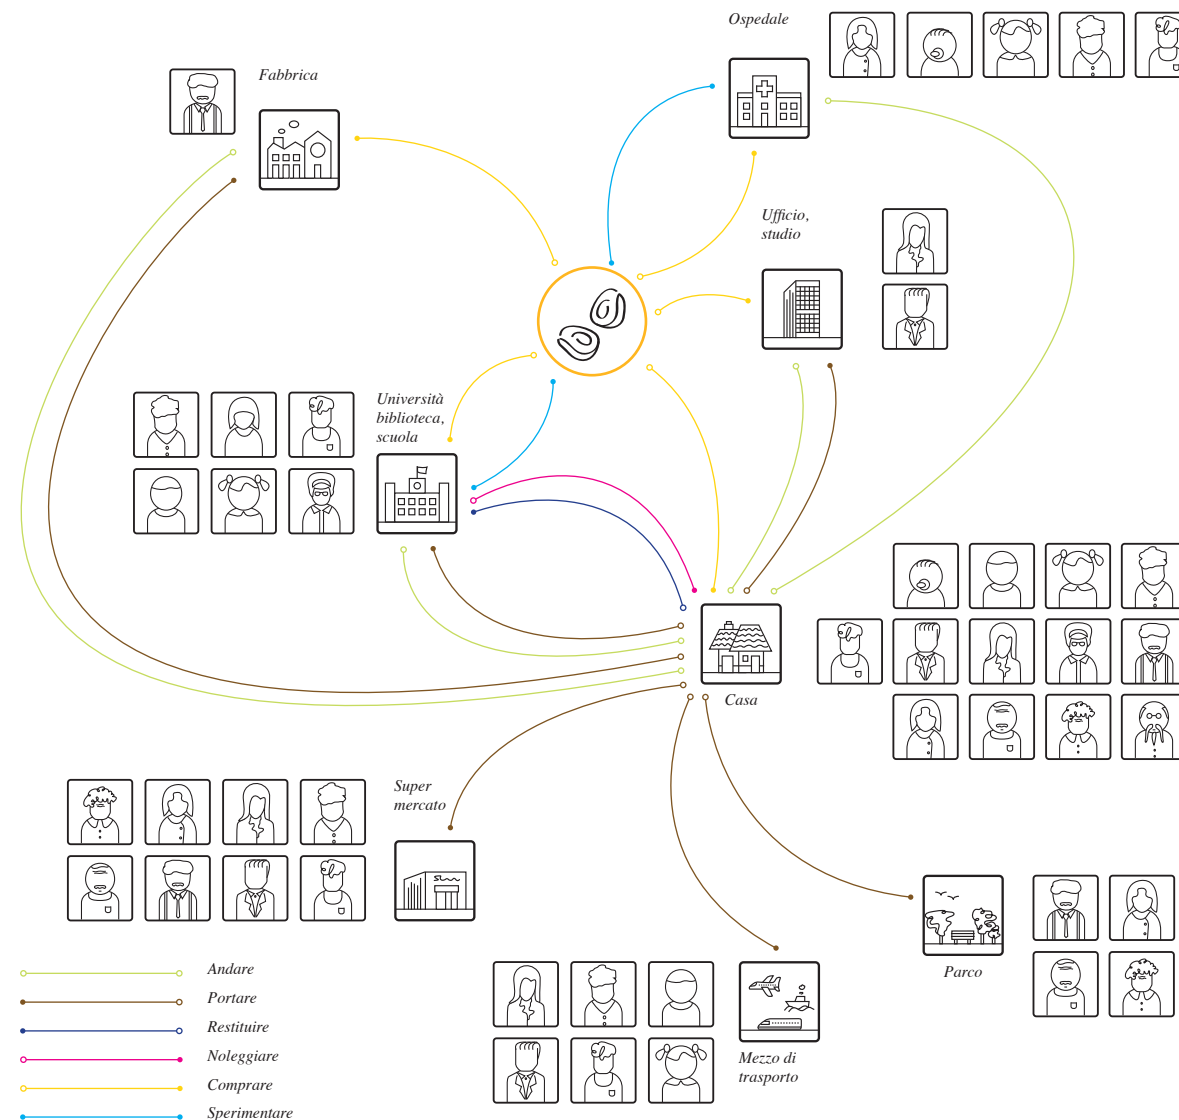 Ospedale
Fabbrica
Ufficio,
studio
Università
biblioteca,
scuola
Casa
Super
mercato
Parco
Mezzo di
trasporto
Andare
Portare
Restituire
Noleggiare
Comprare
Sperimentare